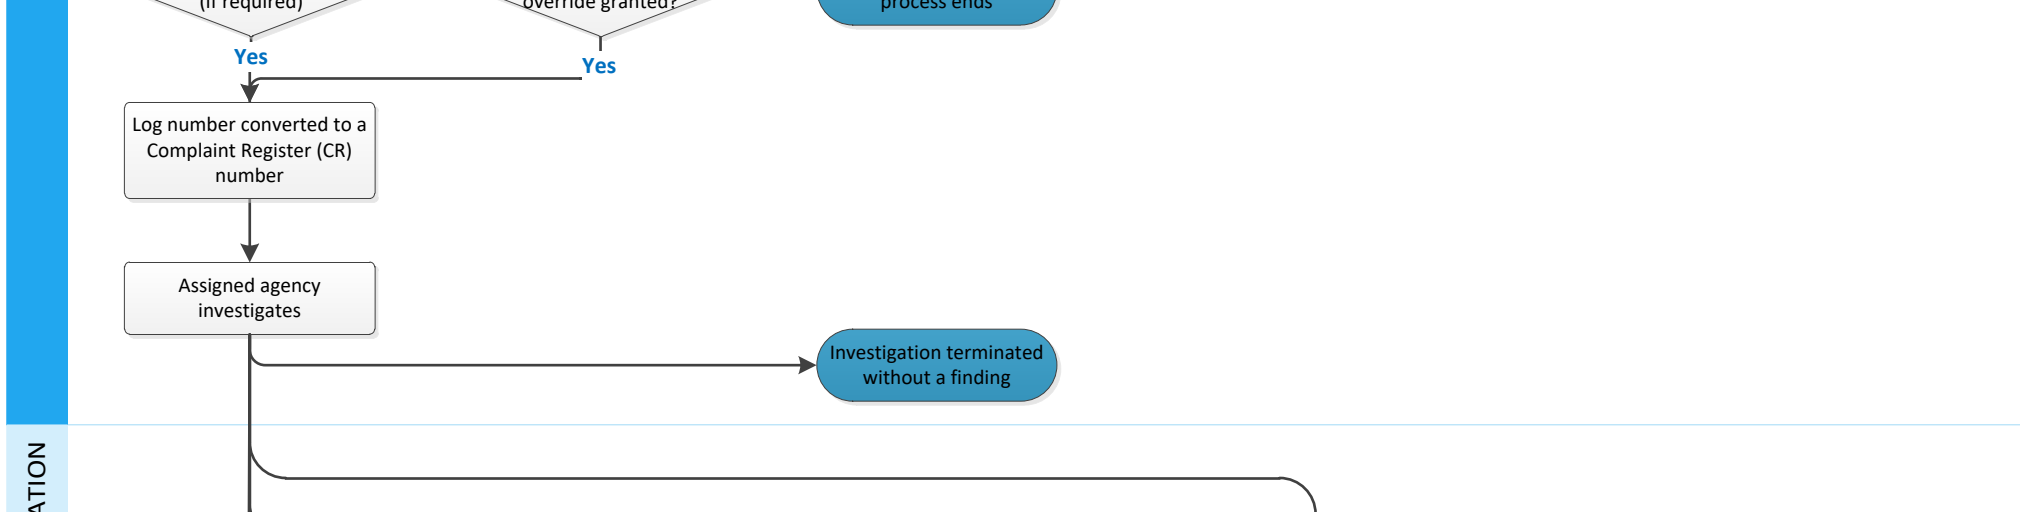 (if required)
override granted?
process ends
Yes
Yes
Log number converted to a
Complaint Register (CR)
number
Assigned agency
investigates
Investigation terminated
without a finding
ATION